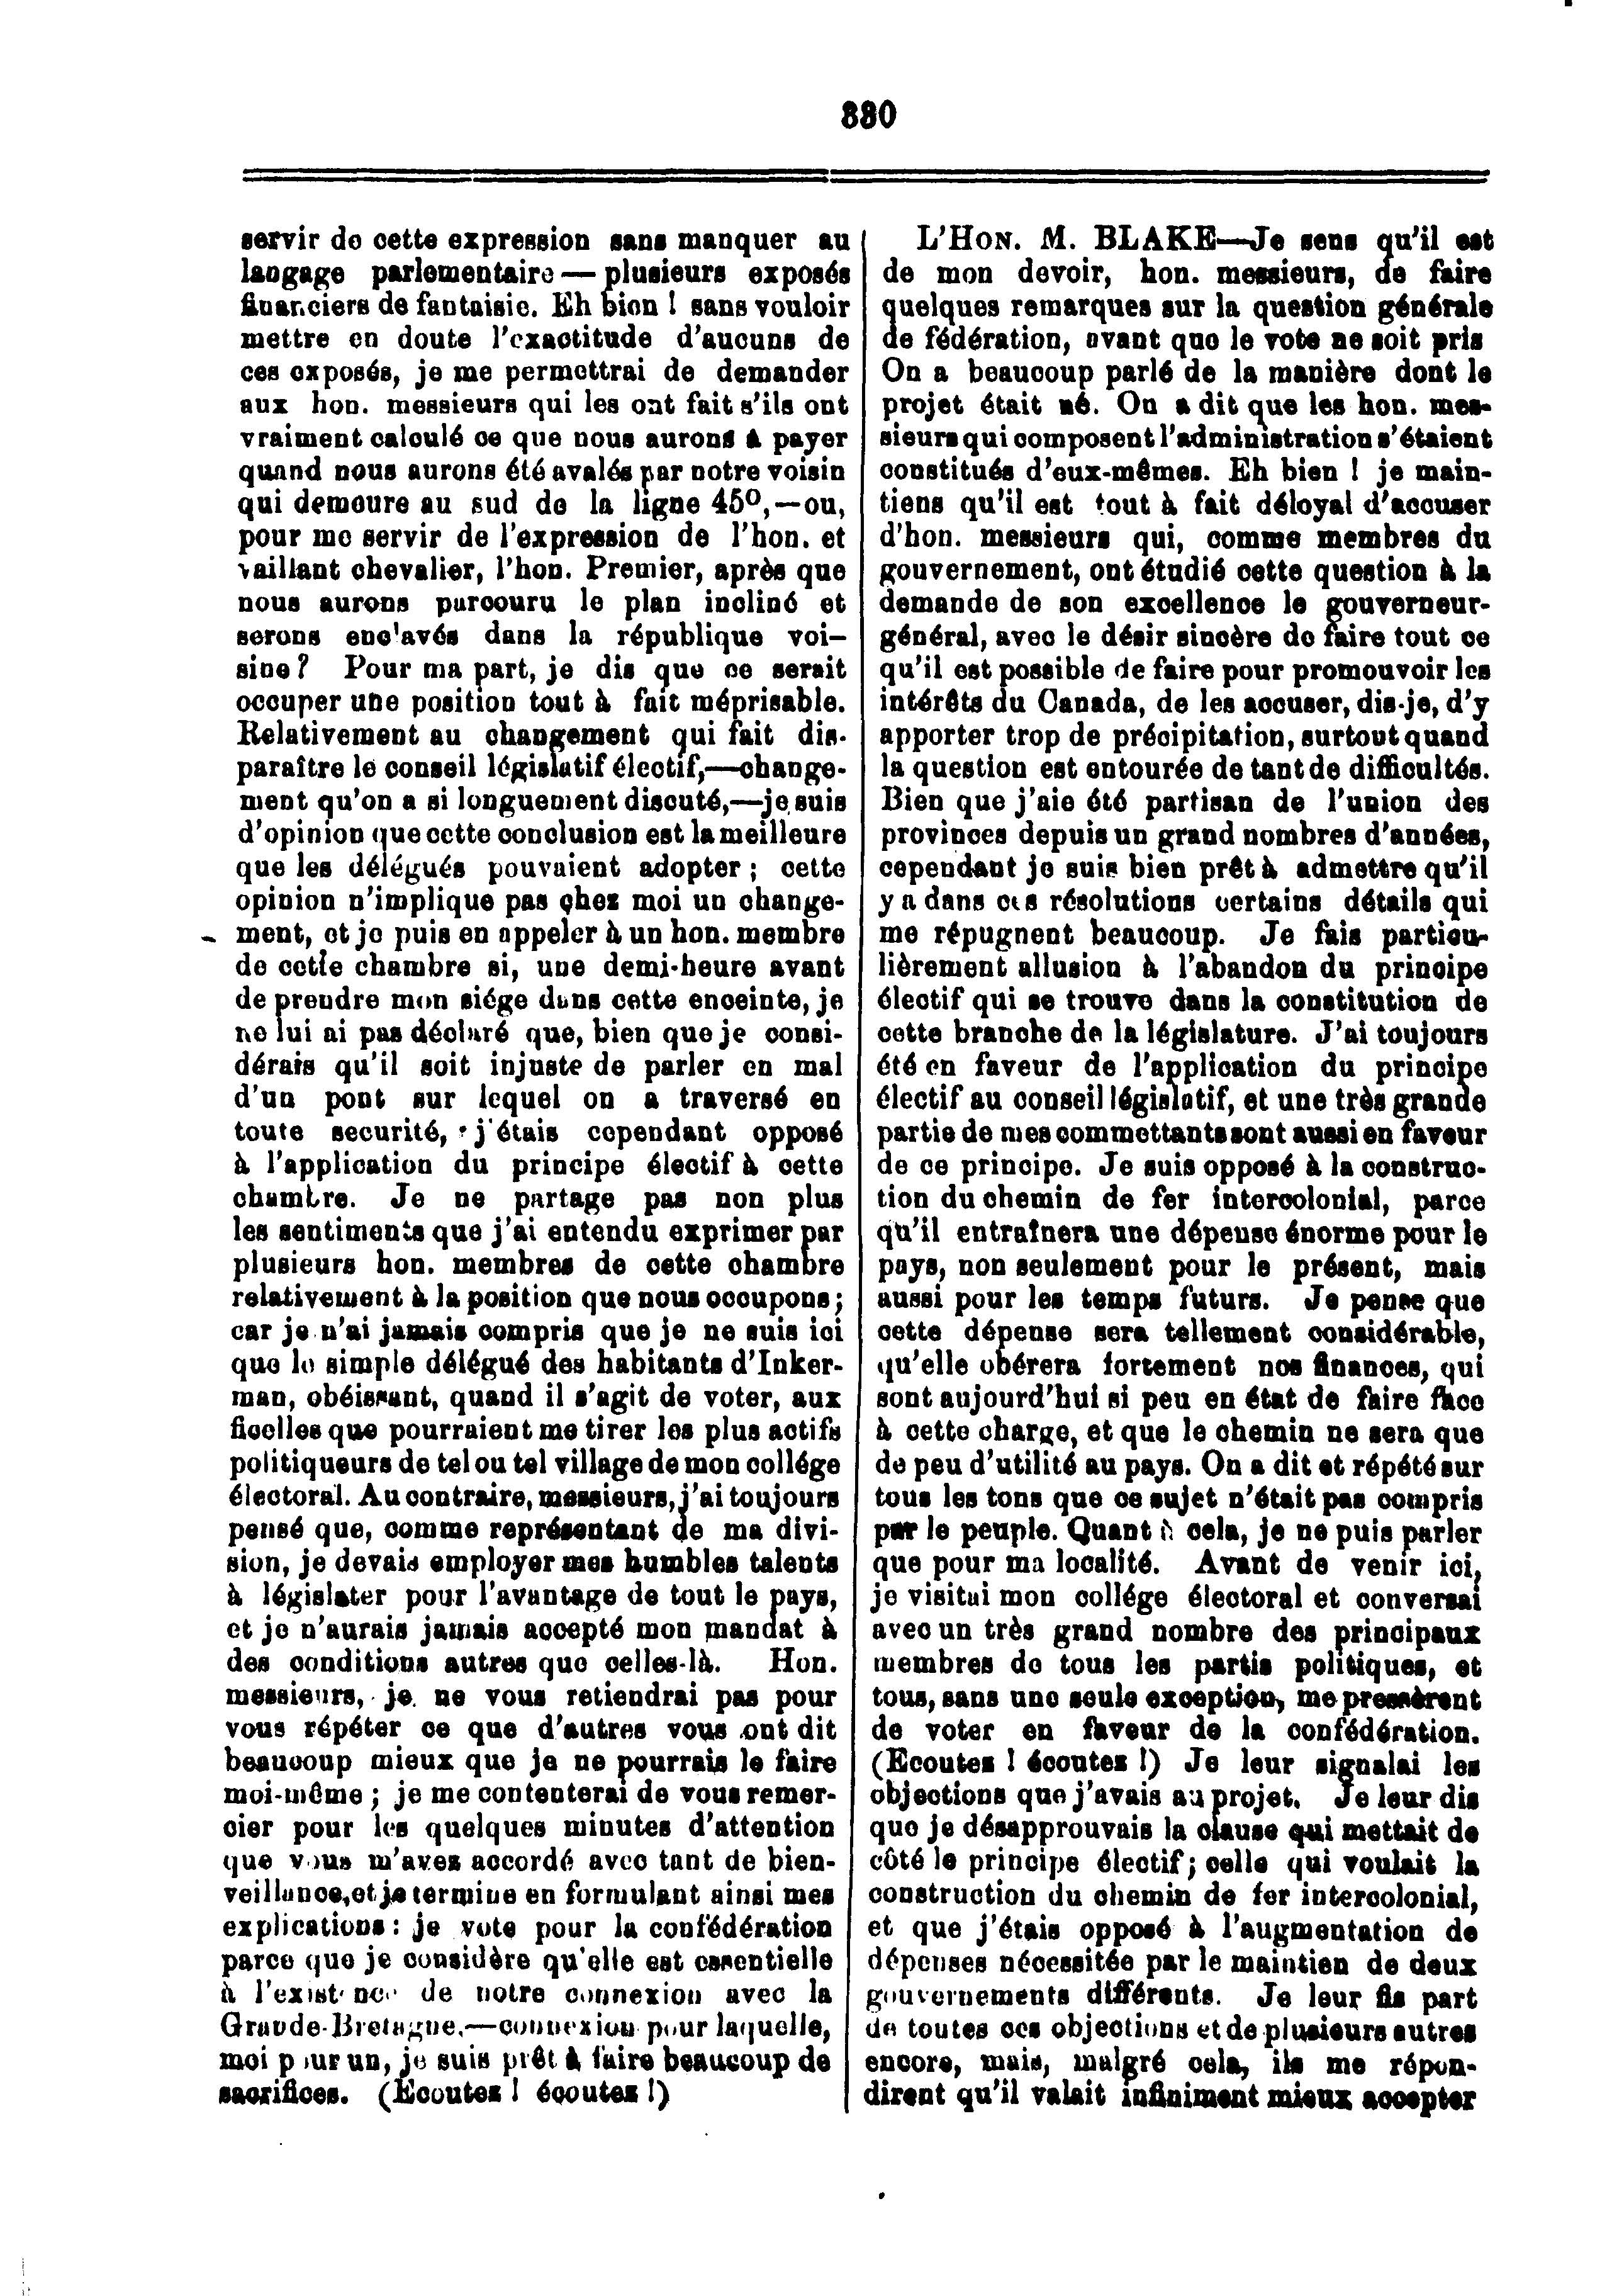 330
servir de cette expression sans manquer au
langage parlementaire — plusieurs exposés
financiers de fantaisie. Eh bien ! sans vouloir
mettre en doute l'exactitude d'aucuns de
ces exposés, je me permettrai de demander
aux hon. messieurs qui les ont fait s'ils ont
vraiment calculé ce que nous aurons à payer
quand nous aurons été avalés par notre voisin
qui demeure au sud de la ligne 45º,—ou,
pour me servir de l'expression de l'hon. et
vaillant chevalier, l'hon. Premier, après que
nous aurons parcouru le plan incliné et
serons enclavés dans la république voi-
sine ? Pour ma part, je dis que ce serait
occuper une position tout à fait méprisable.
Relativement au changement qui fait dis-
paraître le conseil législatif électif,—change-
ment qu'on a si longuement discuté,—je suis
d'opinion que cette conclusion est la meilleure
que les délégués pouvaient adopter ; cette
opinion n'implique pas chez moi un change-
ment, et je puis en appeler à un hon. membre
de cette chambre si, une demi-heure avant
de prendre mon siége dans cette enceinte, je
ne lui ai pas déclaré que, bien que je consi-
dérais qu'il soit injuste de parler en mal
d'un pont sur lequel on a traversé en
toute securité, j'étais cependant opposé
à l'application du principe électif à cette
chambre. Je ne partage pas non plus
les sentiments que j'ai entendu exprimer par
plusieurs hon. membres de cette chambre
relativement à la position que nous occupons ;
car je n'ai jamais compris que je ne suis ici
que le simple délégué des habitants d'Inker-
man, obéissant, quand il s'agit de voter, aux
ficelles que pourraient me tirer les plus actifs
politiqueurs de tel ou tel village de mon collége
électoral. Au contraire, messieurs, j'ai toujours
pensé que, comme représentant de ma divi-
sion, je devais employer mes humbles talents
à législater pour l'avantage de tout le pays,
et je n'aurais jamais accepté mon mandat à
des conditions autres que celles-là. Hon.
messieurs, je ne vous retiendrai pas pour
vous répéter ce que d'autres vous ont dit
beaucoup mieux que je ne pourrais le faire
moi-même ; je me contenterai de vous remer-
cier pour les quelques minutes d'attention
que vous m'avez accordé avec tant de bien-
veillance, et je termine en formulant ainsi mes
explications : je vote pour la confédération
parce que je considère qu'elle est essentielle
à l'existence de notre connexion avec la
Grande-Bretagne,—connexion pour laquelle,
moi pour un, je suis prêt à faire beaucoup de
sacrifices. (Ecoutez ! écoutez !)
L'HON. M. BLAKE—Je sens qu'il est
de mon devoir, hon. messieurs, de faire
quelques remarques sur la question générale
de fédération, avant que le vote ne soit pris
On a beaucoup parlé de la manière dont le
projet était né. On a dit que les hon. mes-
sieurs qui composent l'administration s'étaient
constitués d'eux-mêmes. Eh bien ! je main-
tiens qu'il est tout à fait déloyal d'accuser
d'hon. messieurs qui, comme membres du
gouvernement, ont étudié cette question à la
demande de son excellence le gouverneur-
général, avec le désir sincère de faire tout ce
qu'il est possible de faire pour promouvoir les
intérêts du Canada, de les accuser, dis-je, d'y
apporter trop de précipitation, surtout quand
la question est entourée de tant de difficultés.
Bien que j'aie été partisan de l'union des
provinces depuis un grand nombres d'années,
cependant je suis bien prêt à admettre qu'il
y a dans ces résolutions certains détails qui
me répugnent beaucoup. Je fais particu-
lièrement allusion à l'abandon du principe
électif qui se trouve dans la constitution de
cette branche de la législature. J'ai toujours
été en faveur de l'application du principe
électif au conseil législatif, et une très grande
partie de mes commettants sont aussi en faveur
de ce principe. Je suis opposé à la construc-
tion du chemin de fer intercolonial, parce
qu'il entraînera une dépense énorme pour le
pays, non seulement pour le présent, mais
aussi pour les temps futurs. Je pense que
cette dépense sera tellement considérable,
qu'elle obérera fortement nos finances, qui
sont aujourd'hui si peu en état de faire face
à cette charge, et que le chemin ne sera que
de peu d'utilité au pays. On a dit et répété sur
tous les tons que ce sujet n'était pas compris
par le peuple. Quant à cela, je ne puis parler
que pour ma localité. Avant de venir ici,
je visitai mon collége électoral et conversai
avec un très grand nombre des principaux
membres de tous les partis politiques, et
tous, sans une seule exception, me pressèrent
de voter en faveur de la confédération.
(Ecoutez ! écoutez !) Je leur signalai les
objections que j'avais au projet. Je leur dis
que je désapprouvais la clause qui mettait de
côté le principe électif ; celle qui voulait la
construction du chemin de fer intercolonial,
et que j'étais opposé à l'augmentation de
dépenses nécessitée par le maintien de deux
gouvernements différents. Je leur fis part
de toutes ces objections et de plusieurs autres
encore, mais, malgré cela, ils me répon-
dirent qu'il valait infiniment mieux accepter